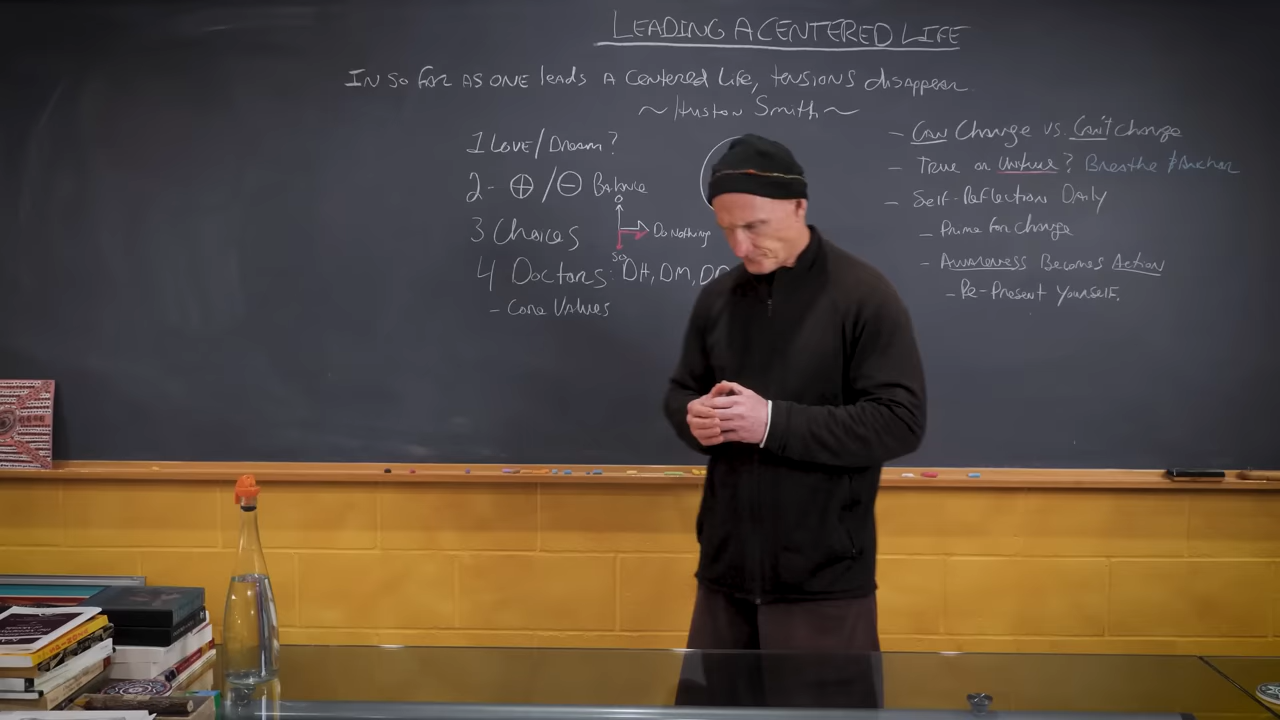 LEADING A CENTERED LIFE
IN SO FAR AS ONE LEADS A CENTERED LIFE, TENSIONS DISAPPEAR
~Huston Smith~
1 LOVE/Dream?
2- ⊕/⊖ Balance
3 Choices
O
Do Nothing
SO
4 Doctors: DH, DM, DD
- Core Values
- Can Change vs. Can't Change
- True or Untrue? Breathe & Anchor
- Self-Reflection Daily
- Prime for Change
- Awareness Becomes Action
- Re-Present Yourself.